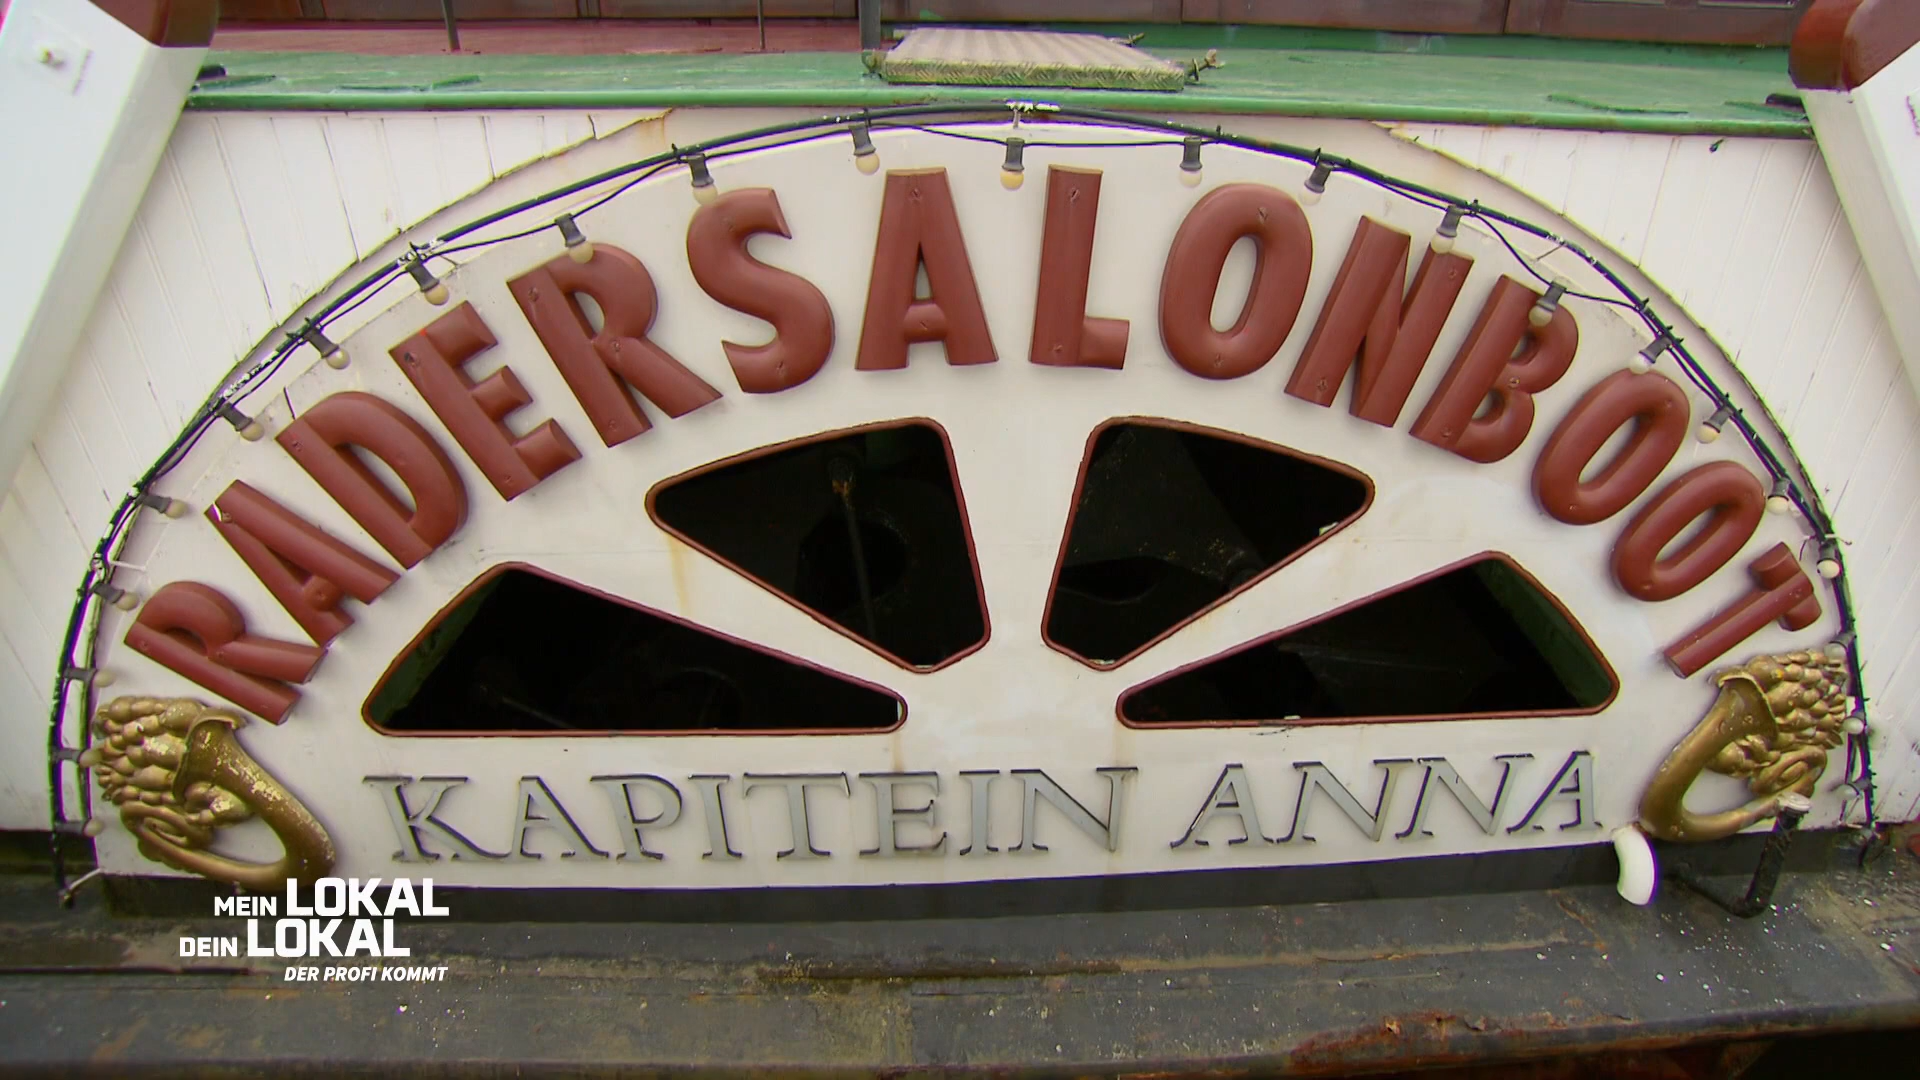 RADERSALONBOOT
KAPITEIN ANNA
MEIN LOKAL
DEIN LOKAL
DER PROFI KOMMT